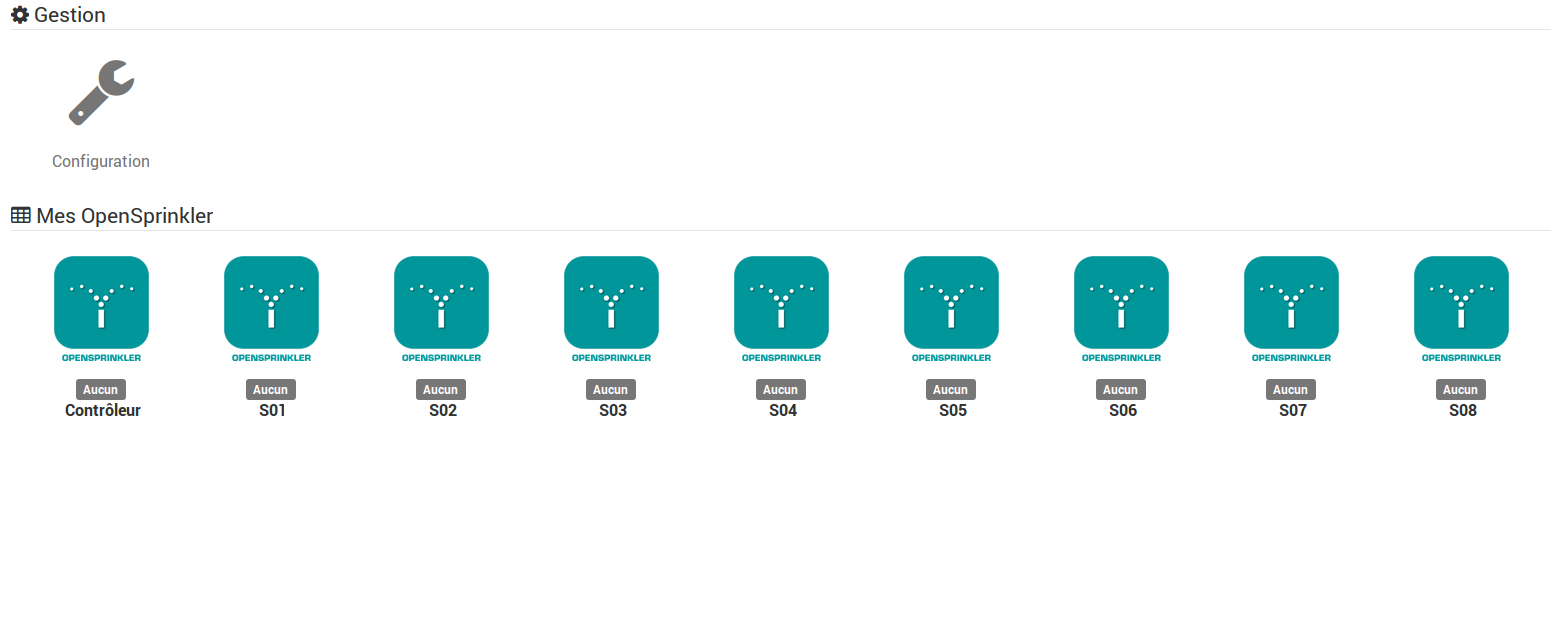 Gestion
Configuration
Mes OpenSprinkler
OPENSPRINKLER OPENSPRINKLER OPENSPRINKLER OPENSPRINKLER OPENSPRINKLER OPENSPRINKLER OPENSPRINKLER OPENSPRINKLER OPENSPRINKLER
Aucun Aucun Aucun Aucun Aucun Aucun Aucun Aucun Aucun
Contrôleur S01 S02 S03 S04 S05 S06 S07 S08